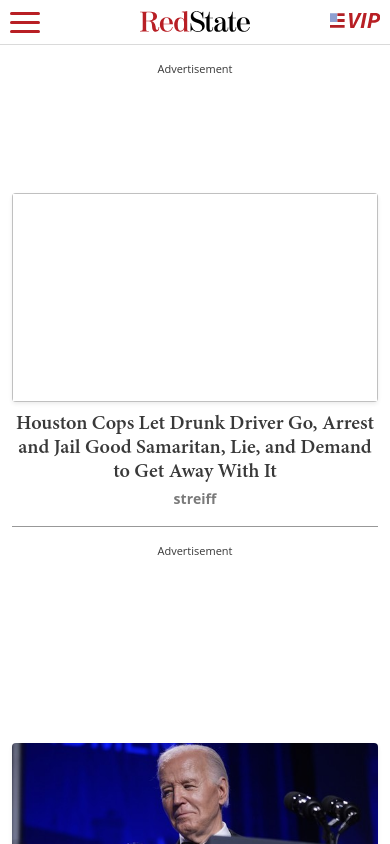 RedState
VIP
Advertisement
Houston Cops Let Drunk Driver Go, Arrest
and Jail Good Samaritan, Lie, and Demand
to Get Away With It
streiff
Advertisement